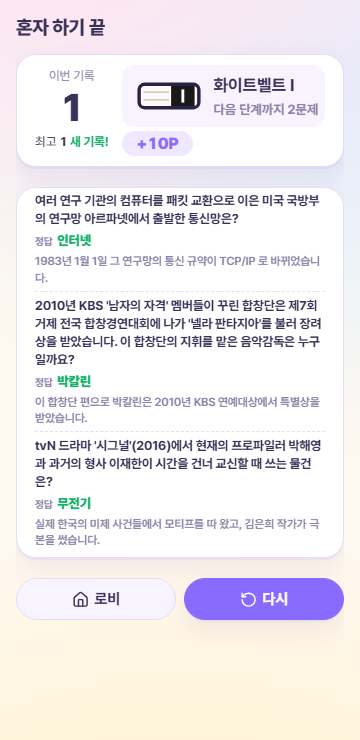 혼자 하기 끝
이번 기록
1
최고 1 새 기록!
화이트벨트 I
다음 단계까지 2문제
+10P
여러 연구 기관의 컴퓨터를 패킷 교환으로 이은 미국 국방부
의 연구망 아르파넷에서 출발한 통신망은?
정답 인터넷
1983년 1월 1일 그 연구망의 통신 규약이 TCP/IP 로 바뀌었습니
다.
2010년 KBS '남자의 자격' 멤버들이 꾸린 합창단은 제7회
거제 전국 합창경연대회에 나가 '넬라 판타지아'를 불러 장려
상을 받았습니다. 이 합창단의 지휘를 맡은 음악감독은 누구
일까요?
정답 박칼린
이 합창단 편으로 박칼린은 2010년 KBS 연예대상에서 특별상을
받았습니다.
tvN 드라마 '시그널'(2016)에서 현재의 프로파일러 박해영
과 과거의 형사 이재한이 시간을 건너 교신할 때 쓰는 물건
은?
정답 무전기
실제 한국의 미제 사건들에서 모티프를 따 왔고, 김은희 작가가 극
본을 썼습니다.
로비
다시